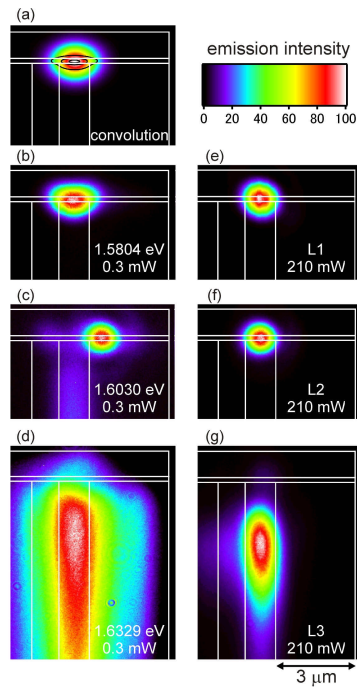 (a)
convolution
emission intensity
0 20 40 60 80 100
(b)
1.5804 eV
0.3 mW
(e)
L1
210 mW
(c)
1.6030 eV
0.3 mW
(f)
L2
210 mW
(d)
1.6329 eV
0.3 mW
(g)
L3
210 mW
3 μm